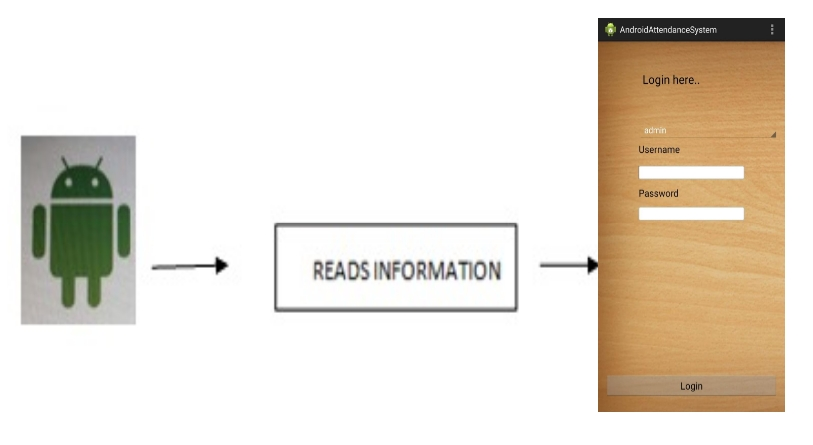 READS INFORMATION
AndroidAttendanceSystem
Login here..
admin
Username
Password
Login